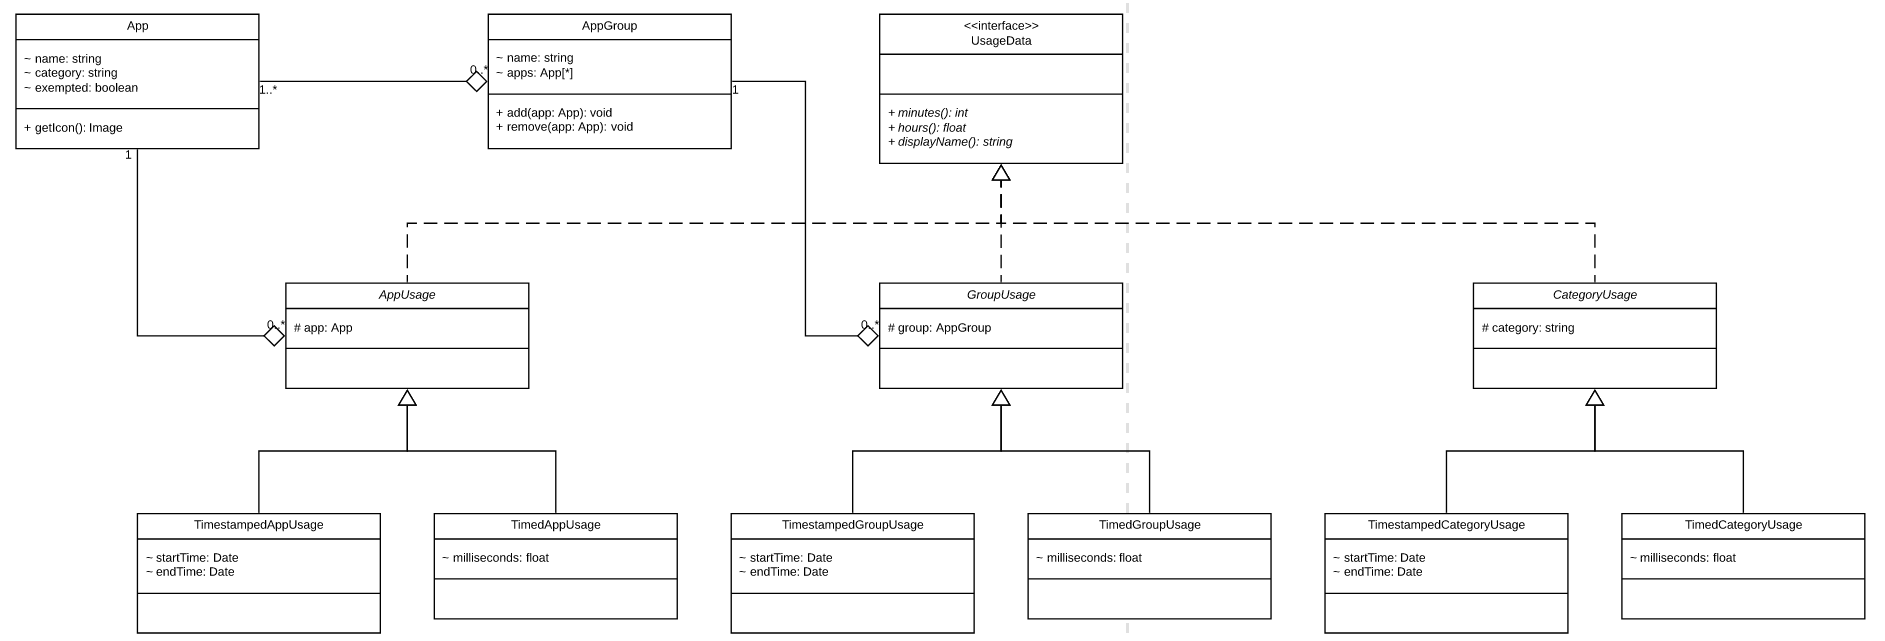 App
~ name: string
~ category: string
~ exempted: boolean
+ getIcon(): Image
1..*
1
0..*
AppGroup
~ name: string
~ apps: App[*]
+ add(app: App): void
+ remove(app: App): void
1
<<interface>>
UsageData
+ minutes(): int
+ hours(): float
+ displayName(): string
0..*
AppUsage
# app: App
0..*
GroupUsage
# group: AppGroup
CategoryUsage
# category: string
TimestampedAppUsage
~ startTime: Date
~ endTime: Date
TimedAppUsage
~ milliseconds: float
TimestampedGroupUsage
~ startTime: Date
~ endTime: Date
TimedGroupUsage
~ milliseconds: float
TimestampedCategoryUsage
~ startTime: Date
~ endTime: Date
TimedCategoryUsage
~ milliseconds: float